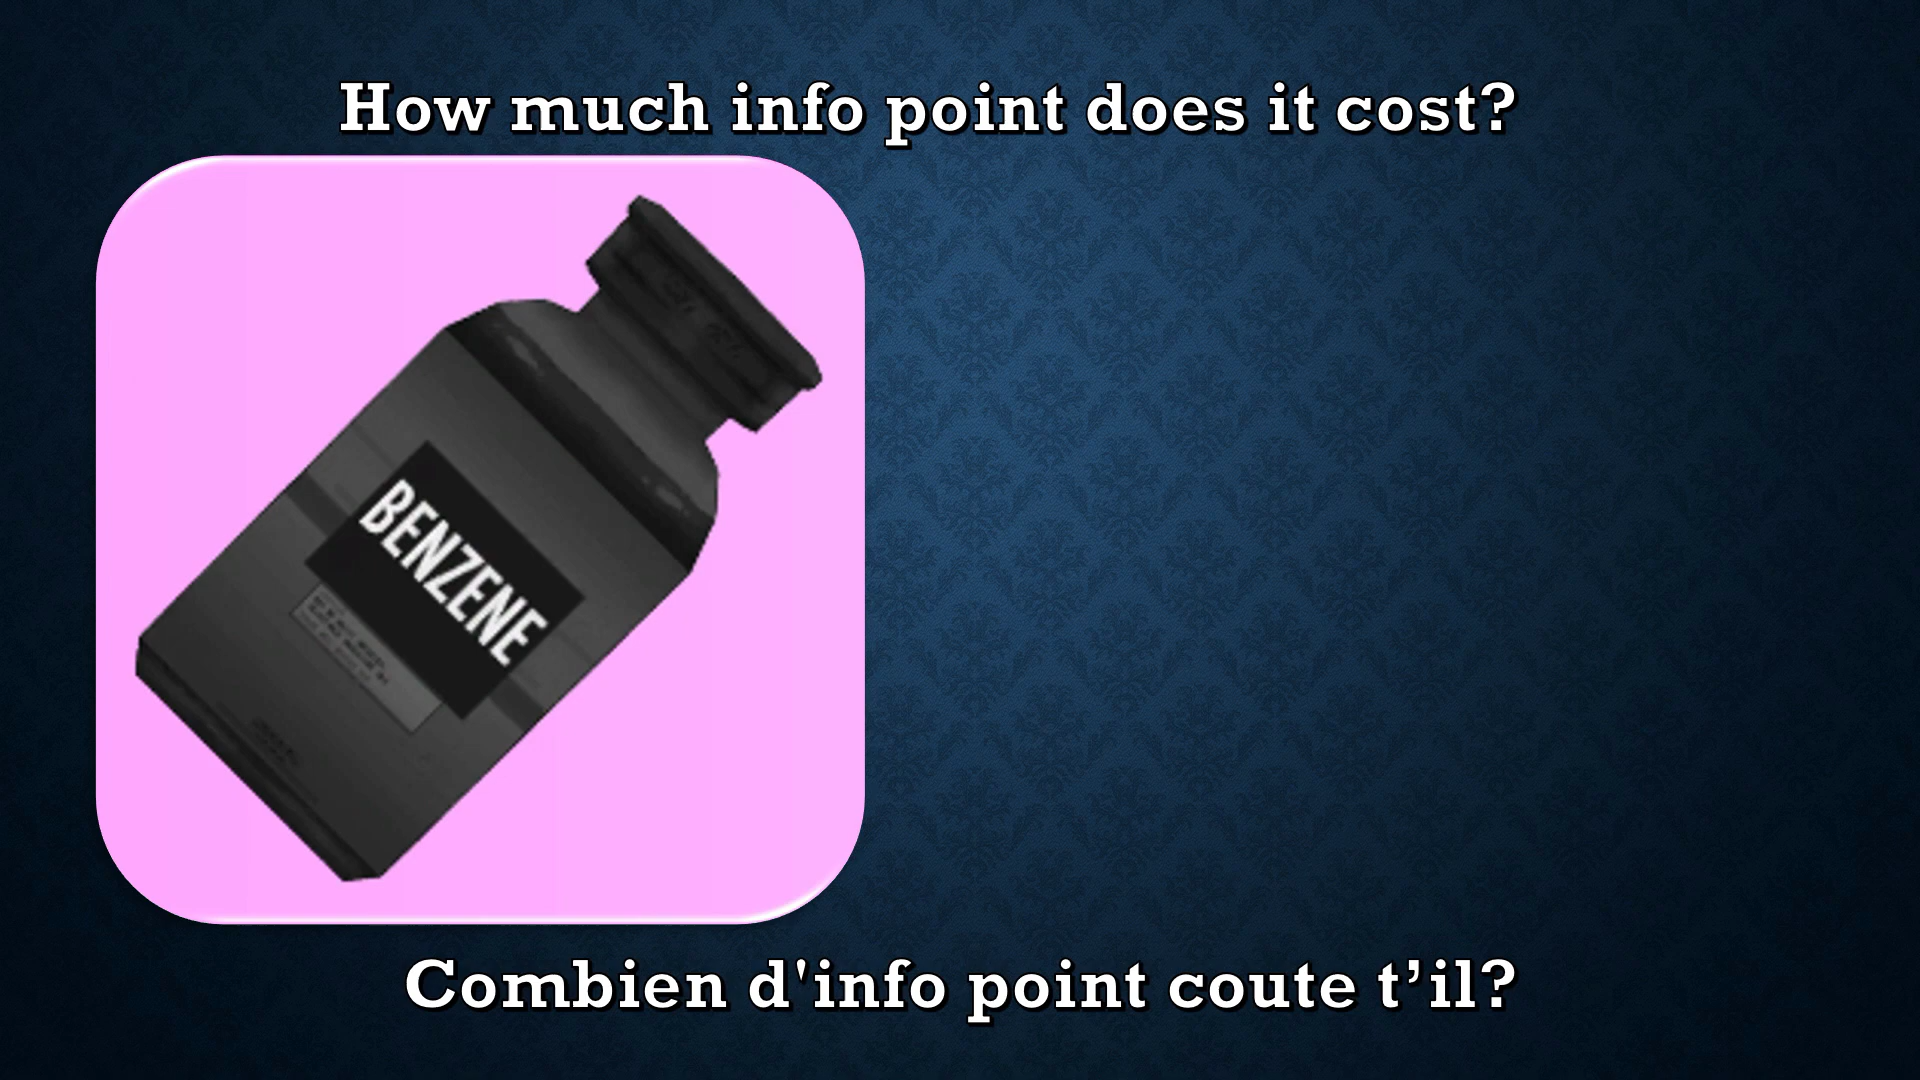 How much info point does it cost?
BENZENE
Combien d'info point coute t’il?